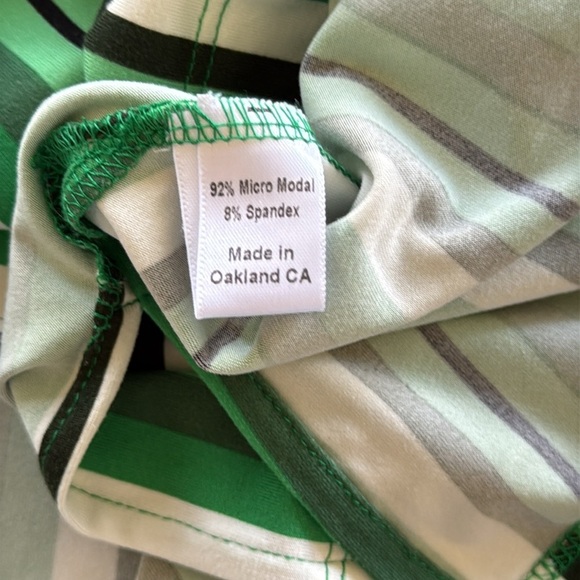 92% Micro Modal
8% Spandex
Made in
Oakland CA